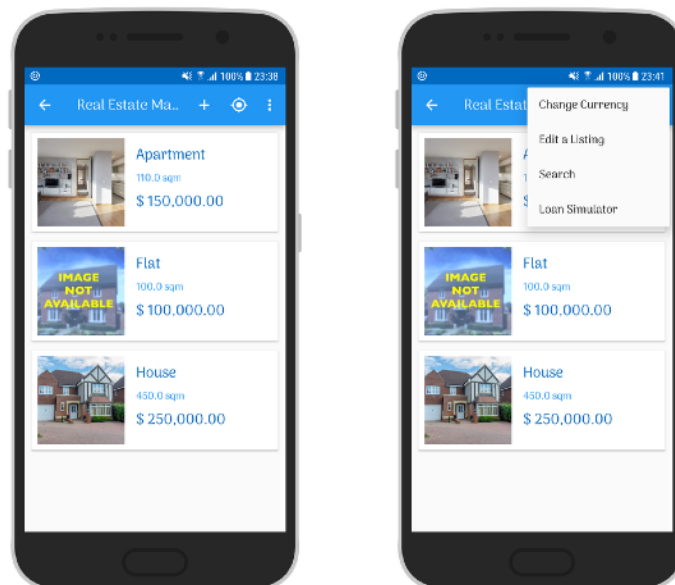 100% 23:38
Real Estate Ma..
Apartment
110.0 sqm
$ 150,000.00
IMAGE
NOT
AVAILABLE
Flat
100.0 sqm
$ 100,000.00
House
450.0 sqm
$ 250,000.00
100% 23:41
Real Estat
Change Currency
Edit a Listing
Search
Loan Simulator
A
1
$
IMAGE
NOT
AVAILABLE
Flat
100.0 sqm
$ 100,000.00
House
450.0 sqm
$ 250,000.00